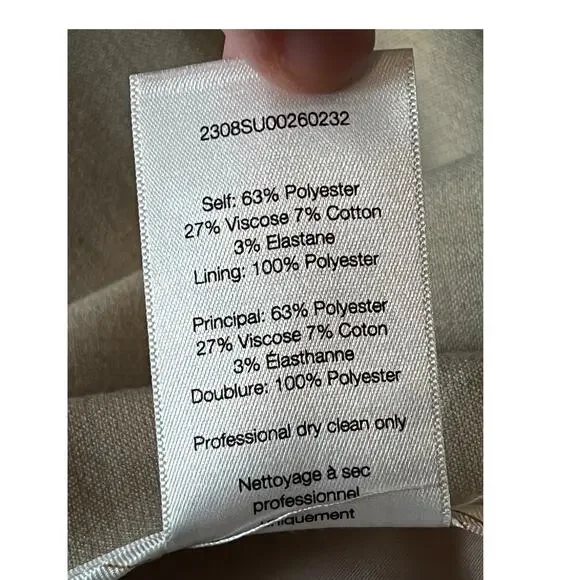 2308SU00260232
Self: 63% Polyester
27% Viscose 7% Cotton
3% Elastane
Lining: 100% Polyester
Principal: 63% Polyester
27% Viscose 7% Coton
3% Élasthanne
Doublure: 100% Polyester
Professional dry clean only
Nettoyage à sec
professionnel
uniquement